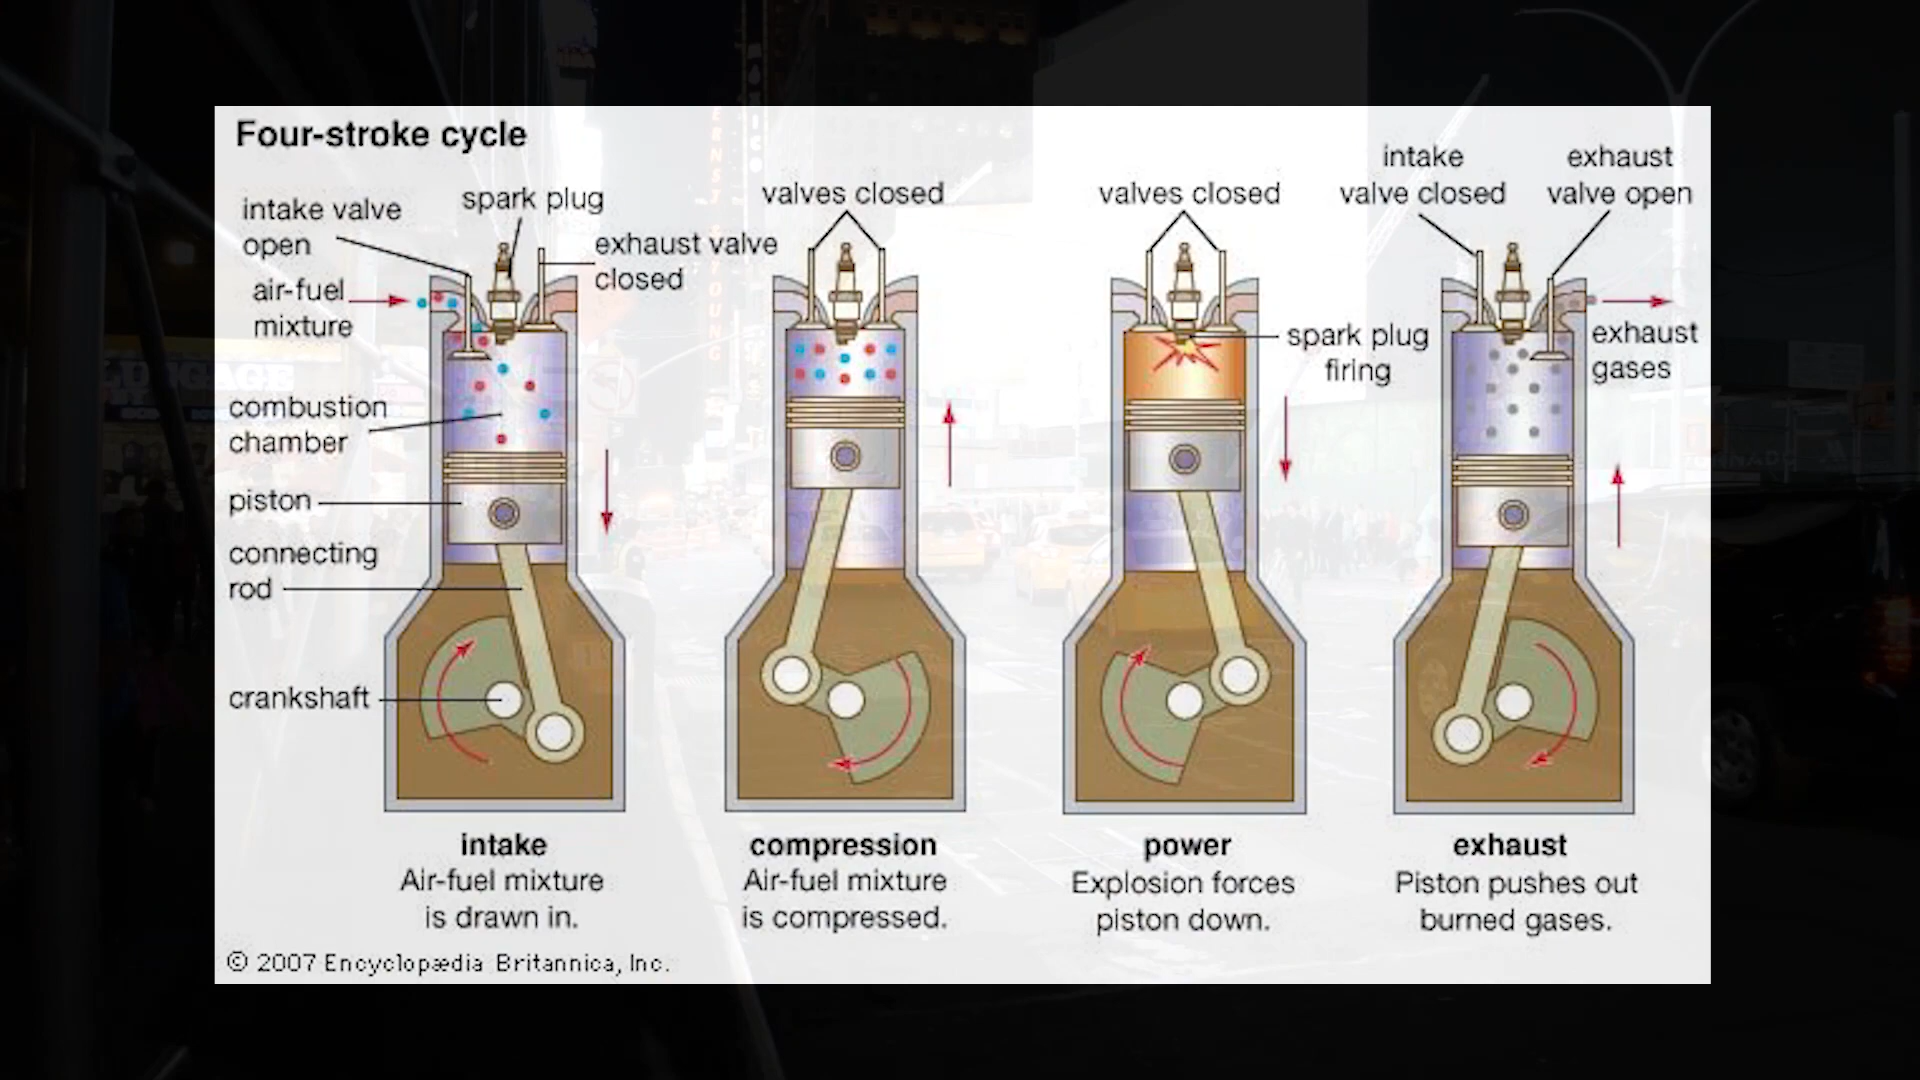 Four-stroke cycle
intake valve
open
spark plug
exhaust valve
closed
air-fuel
mixture
combustion
chamber
piston
connecting
rod
crankshaft
valves closed
valves closed
spark plug
firing
intake
valve closed
exhaust
valve open
exhaust
gases
intake
Air-fuel mixture
is drawn in.
compression
Air-fuel mixture
is compressed.
power
Explosion forces
piston down.
exhaust
Piston pushes out
burned gases.
© 2007 Encyclopædia Britannica, Inc.